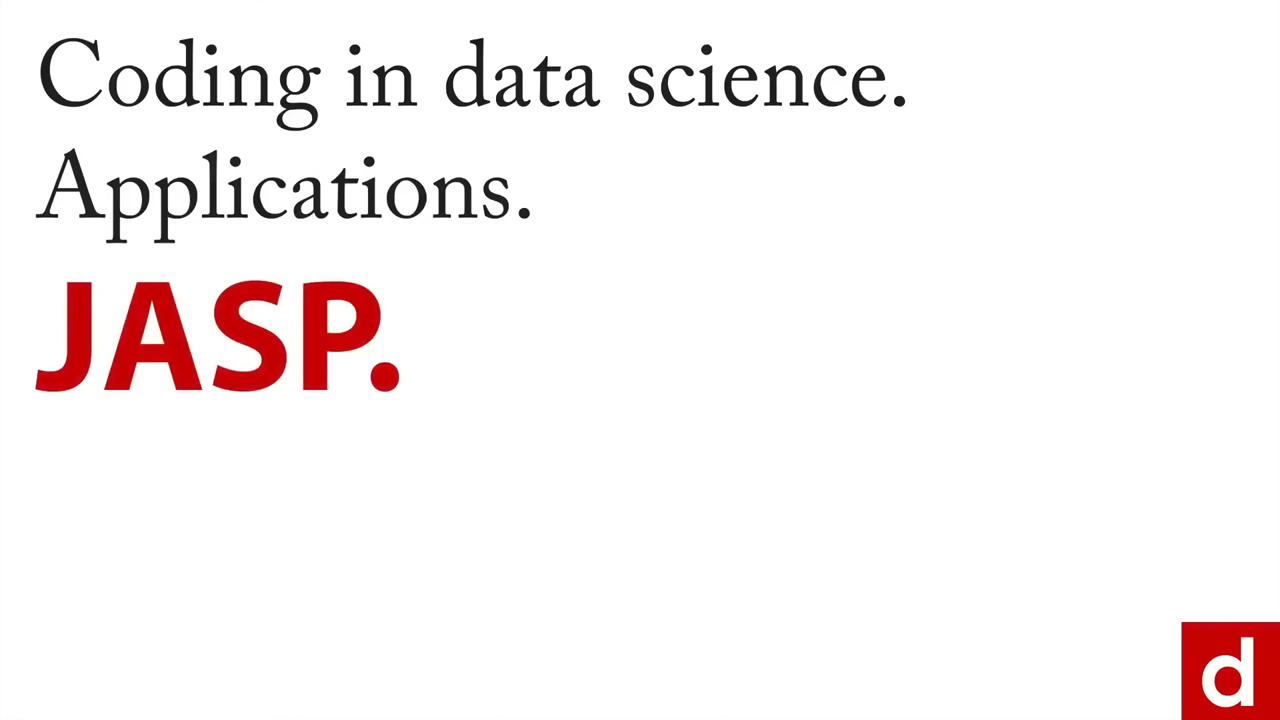 Coding in data science.
Applications.
JASP.
d